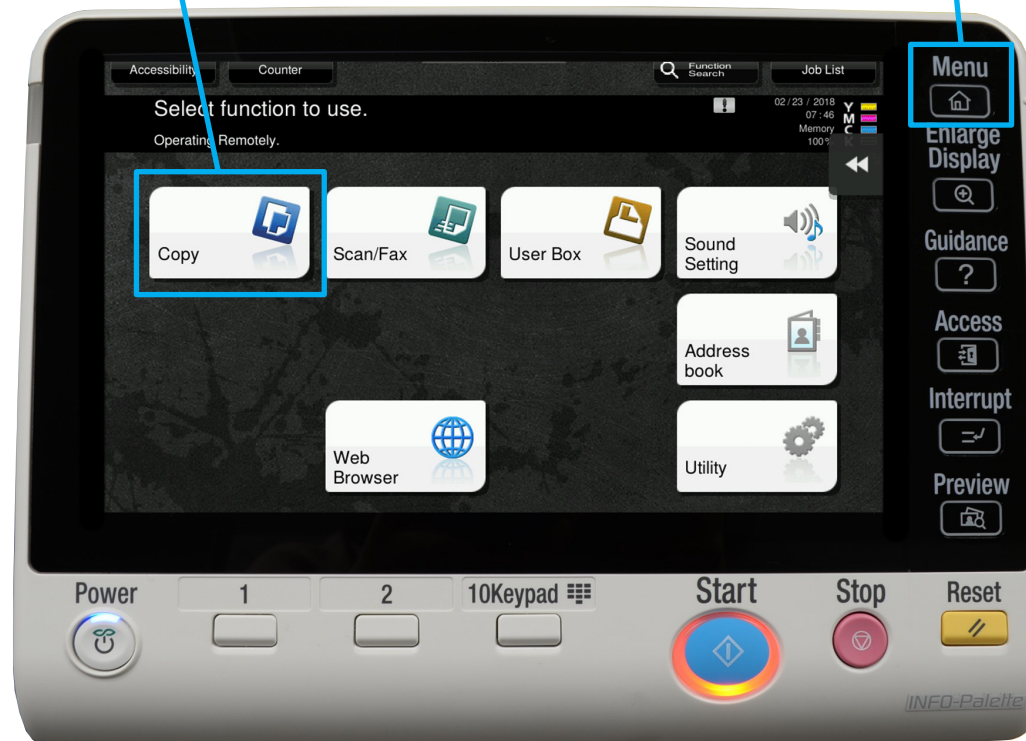 Accessibility
Counter
Function
Search
Job List
Select function to use.
02 / 23 / 2018
07 : 46
Memory
100%
Y
M
C
K
Operating Remotely.
Copy
Scan/Fax
User Box
Sound
Setting
Address
book
Web
Browser
Utility
Menu
Enlarge
Display
Guidance
?
Access
Interrupt
Preview
Power
1
2
10Keypad
Start
Stop
Reset
INFO-Palette